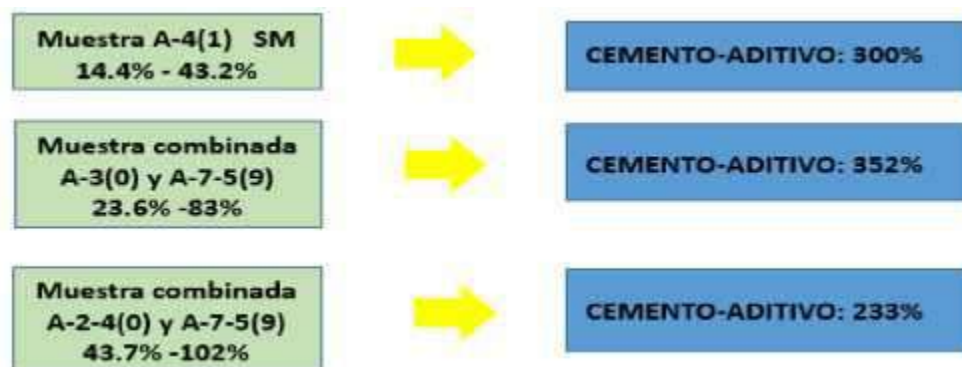 Muestra A-4(1) SM
14.4% - 43.2%
CEMENTO-ADITIVO: 300%
Muestra combinada
A-3(0) y A-7-5(9)
23.6% -83%
CEMENTO-ADITIVO: 352%
Muestra combinada
A-2-4(0) y A-7-5(9)
43.7% -102%
CEMENTO-ADITIVO: 233%